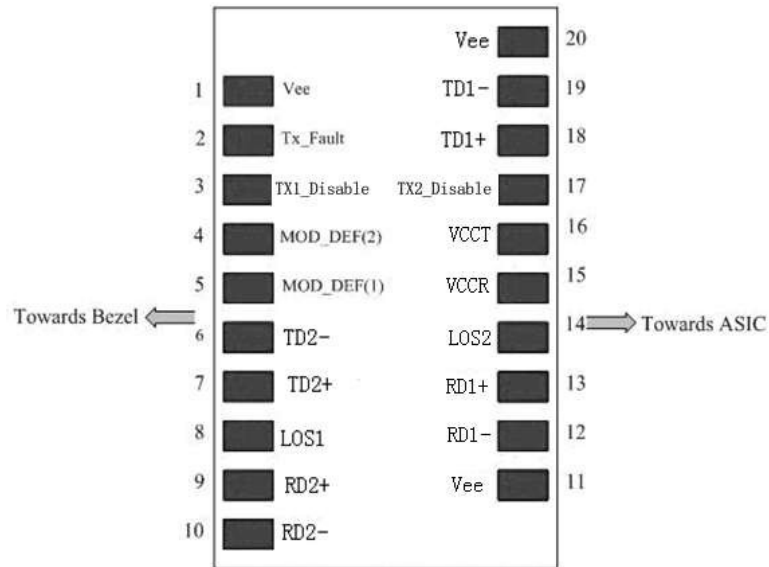 Vee 20
1 Vee TD1- 19
2 Tx_Fault TD1+ 18
3 TX1_Disable TX2_Disable 17
4 MOD_DEF(2) VCCT 16
5 MOD_DEF(1) VCCR 15
Towards Bezel 6 TD2- LOS2 14 Towards ASIC
7 TD2+ RD1+ 13
8 LOS1 RD1- 12
9 RD2+ Vee 11
10 RD2-